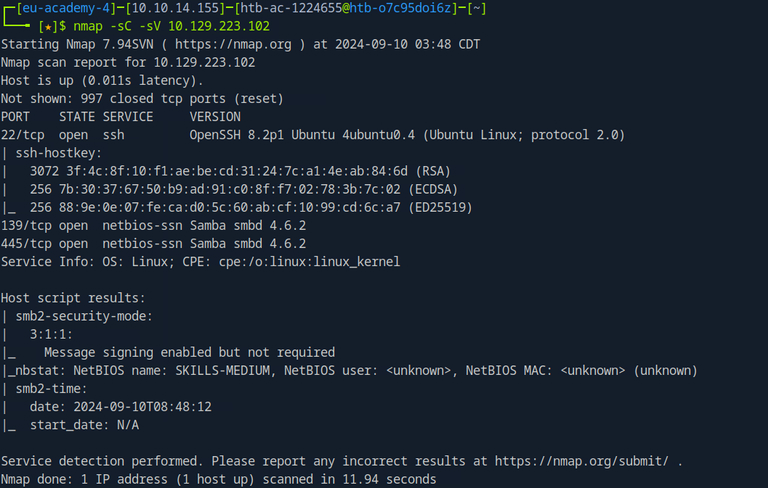 ┌─[eu-academy-4]─[10.10.14.155]─[htb-ac-1224655@htb-o7c95doi6z]─[~]
└──╼ [★]$ nmap -sC -sV 10.129.223.102
Starting Nmap 7.94SVN ( https://nmap.org ) at 2024-09-10 03:48 CDT
Nmap scan report for 10.129.223.102
Host is up (0.011s latency).
Not shown: 997 closed tcp ports (reset)
PORT    STATE SERVICE     VERSION
22/tcp  open  ssh         OpenSSH 8.2p1 Ubuntu 4ubuntu0.4 (Ubuntu Linux; protocol 2.0)
| ssh-hostkey:
|   3072 3f:4c:8f:10:f1:ae:be:cd:31:24:7c:a1:4e:ab:84:6d (RSA)
|   256 7b:30:37:67:50:b9:ad:91:c0:8f:f7:02:78:3b:7c:02 (ECDSA)
|_  256 88:9e:0e:07:fe:ca:d0:5c:60:ab:cf:10:99:cd:6c:a7 (ED25519)
139/tcp open  netbios-ssn Samba smbd 4.6.2
445/tcp open  netbios-ssn Samba smbd 4.6.2
Service Info: OS: Linux; CPE: cpe:/o:linux:linux_kernel

Host script results:
| smb2-security-mode:
|   3:1:1:
|_    Message signing enabled but not required
|_nbstat: NetBIOS name: SKILLS-MEDIUM, NetBIOS user: <unknown>, NetBIOS MAC: <unknown> (unknown)
| smb2-time:
|   date: 2024-09-10T08:48:12
|_  start_date: N/A

Service detection performed. Please report any incorrect results at https://nmap.org/submit/ .
Nmap done: 1 IP address (1 host up) scanned in 11.94 seconds